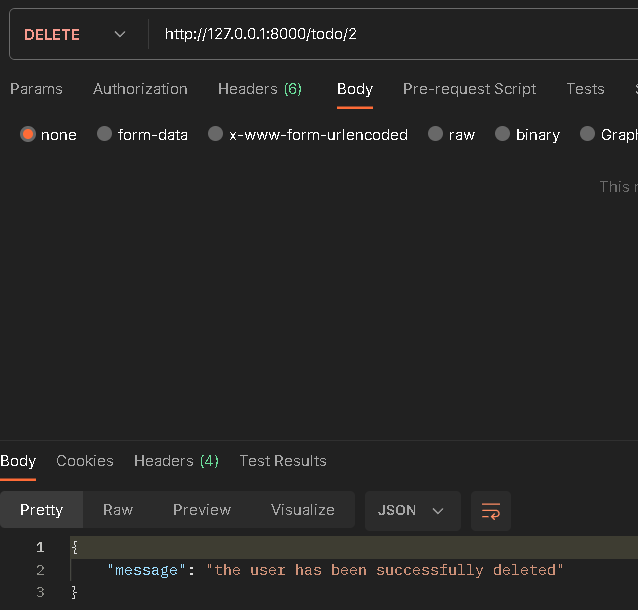 DELETE http://127.0.0.1:8000/todo/2
Params Authorization Headers (6) Body Pre-request Script Tests
none form-data x-www-form-urlencoded raw binary Graph
This
Body Cookies Headers (4) Test Results
Pretty Raw Preview Visualize JSON
1 {
2 "message": "the user has been successfully deleted"
3 }